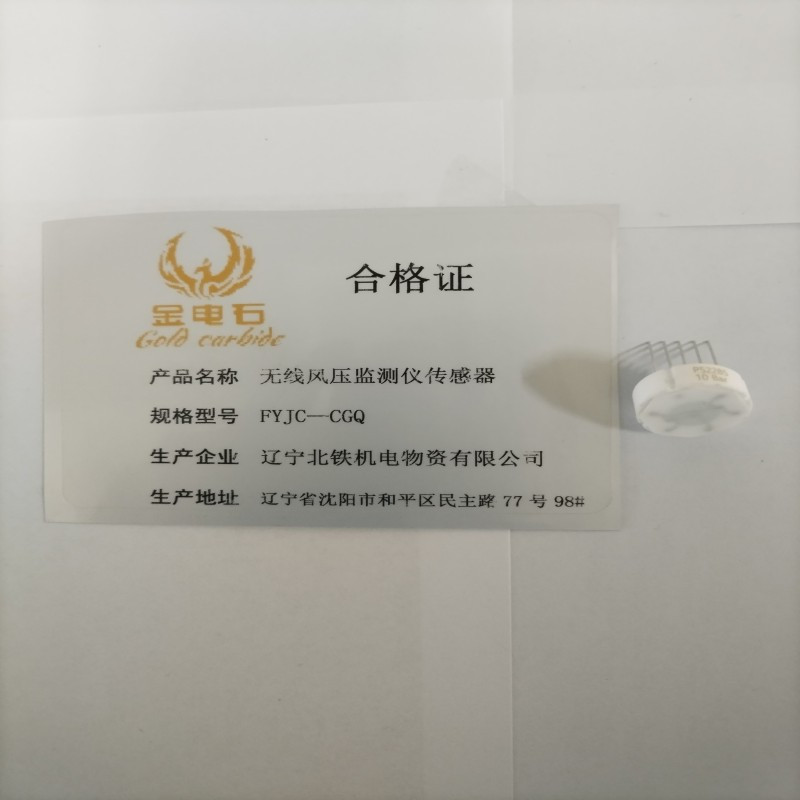 合格证
金电石
Gold carbide
产品名称 无线风压监测仪传感器
规格型号 FYJC—CGQ
生产企业 辽宁北铁机电物资有限公司
生产地址 辽宁省沈阳市和平区民主路 77 号 98#
10 Bar